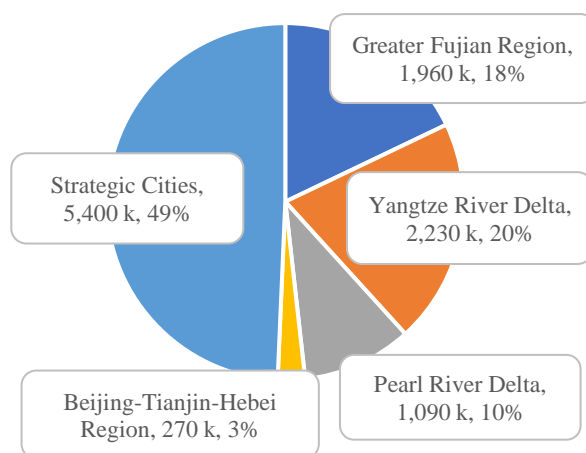 Greater Fujian Region,
1,960 k, 18%
Strategic Cities,
5,400 k, 49%
Yangtze River Delta,
2,230 k, 20%
Beijing-Tianjin-Hebei
Region, 270 k, 3%
Pearl River Delta,
1,090 k, 10%